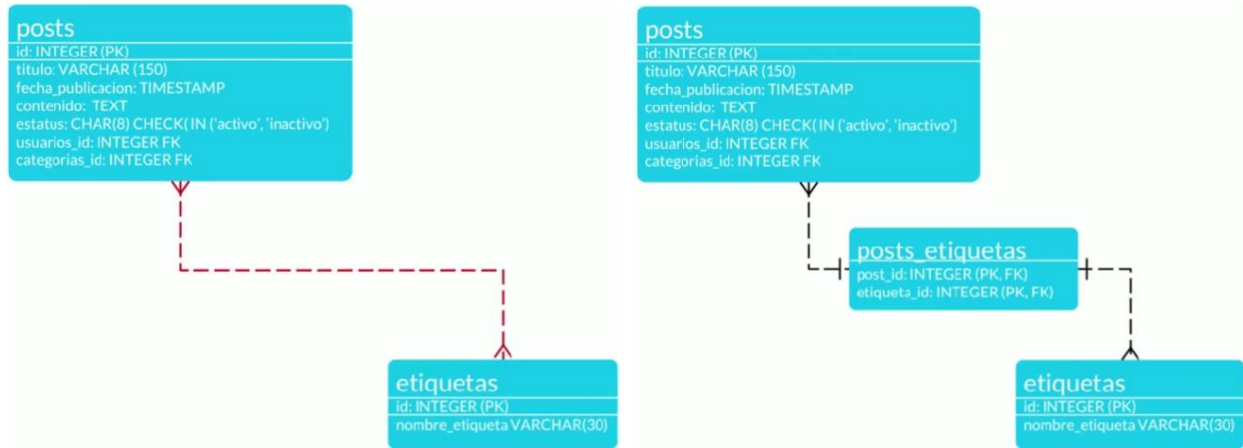 posts
id: INTEGER (PK)
titulo: VARCHAR (150)
fecha_publicacion: TIMESTAMP
contenido: TEXT
estatus: CHAR(8) CHECK( IN ('activo', 'inactivo')
usuarios_id: INTEGER FK
categorias_id: INTEGER FK
etiquetas
id: INTEGER (PK)
nombre_etiqueta VARCHAR(30)
posts
id: INTEGER (PK)
titulo: VARCHAR (150)
fecha_publicacion: TIMESTAMP
contenido: TEXT
estatus: CHAR(8) CHECK( IN ('activo', 'inactivo')
usuarios_id: INTEGER FK
categorias_id: INTEGER FK
posts_etiquetas
post_id: INTEGER (PK, FK)
etiqueta_id: INTEGER (PK, FK)
etiquetas
id: INTEGER (PK)
nombre_etiqueta VARCHAR(30)